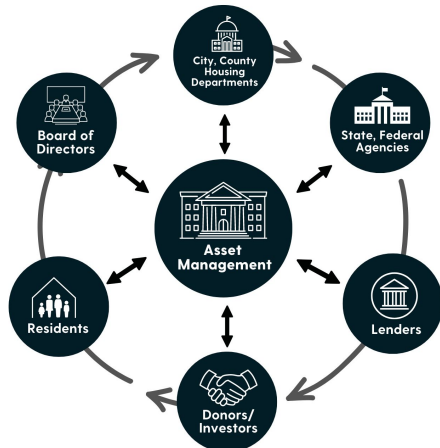 City, County
Housing
Departments
State, Federal
Agencies
Lenders
Donors/
Investors
Residents
Board of
Directors
Asset
Management